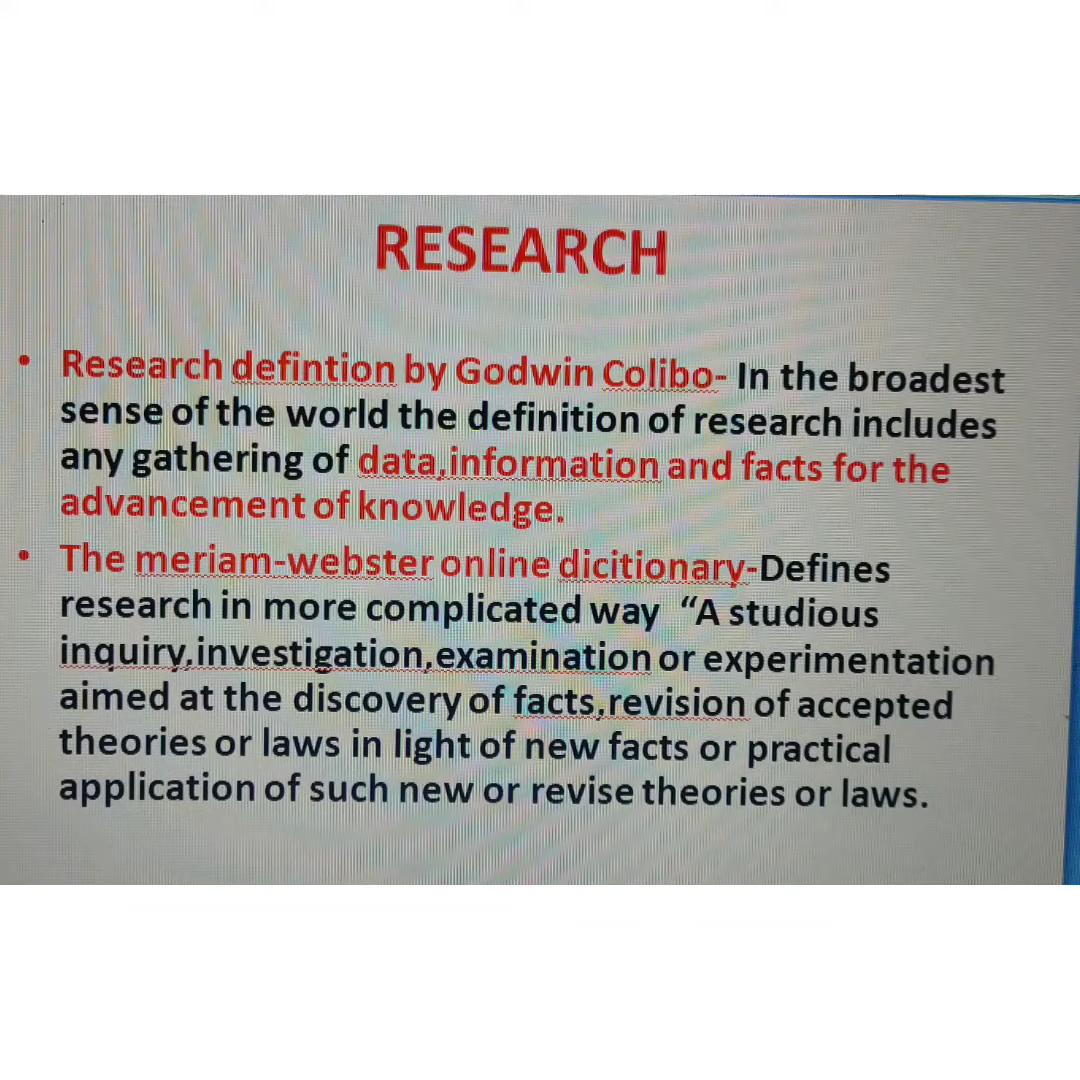 RESEARCH
• Research defintion by Godwin Colibo- In the broadest
sense of the world the definition of research includes
any gathering of data,information and facts for the
advancement of knowledge.
• The meriam-webster online dicitionary-Defines
research in more complicated way “A studious
inquiry,investigation,examination or experimentation
aimed at the discovery of facts,revision of accepted
theories or laws in light of new facts or practical
application of such new or revise theories or laws.